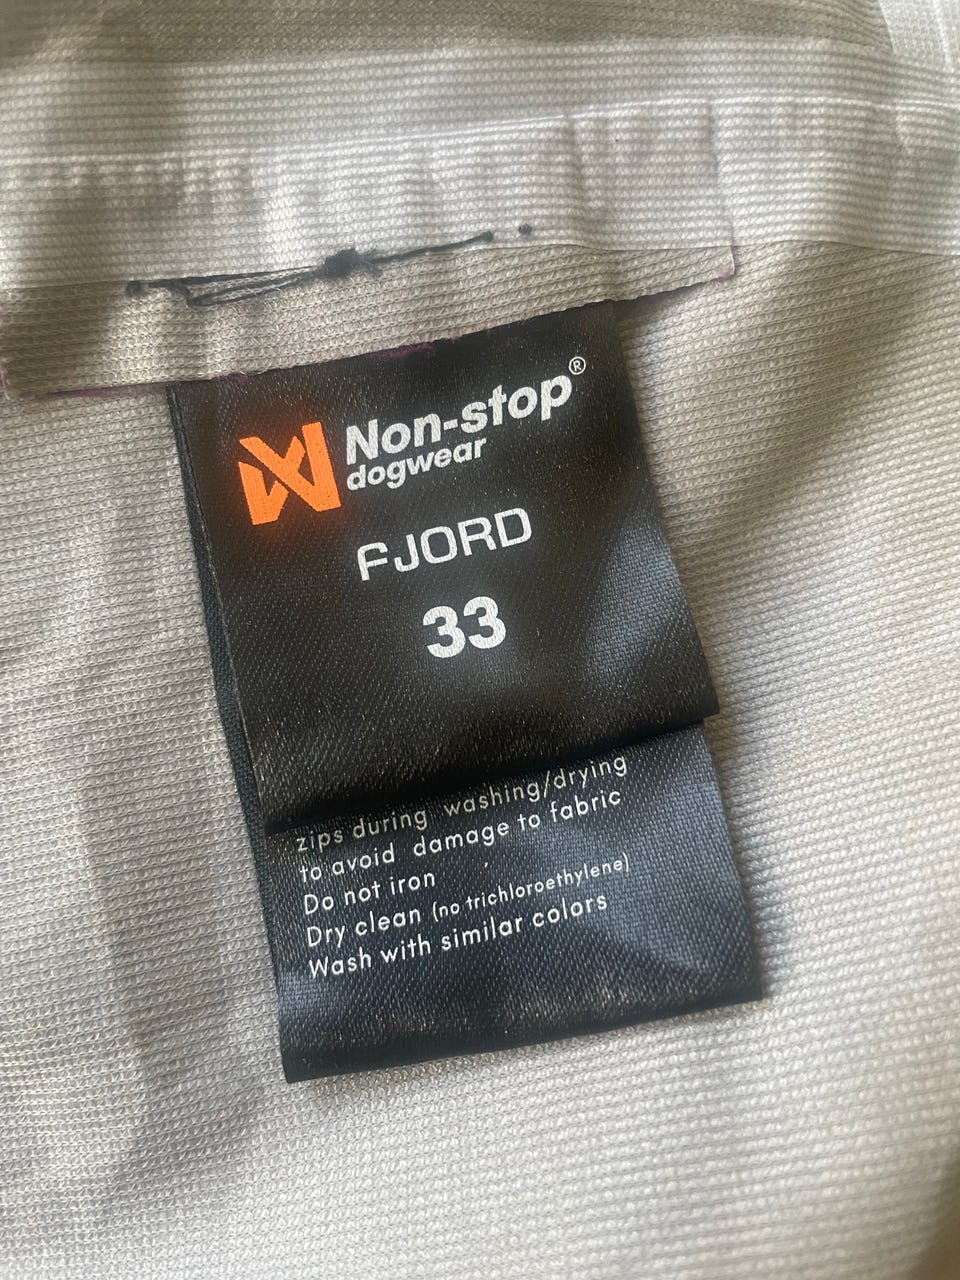 Non-stop®
dogwear
FJORD
33
zips during washing/drying
to avoid damage to fabric
Do not iron
Dry clean (no trichloroethylene)
Wash with similar colors